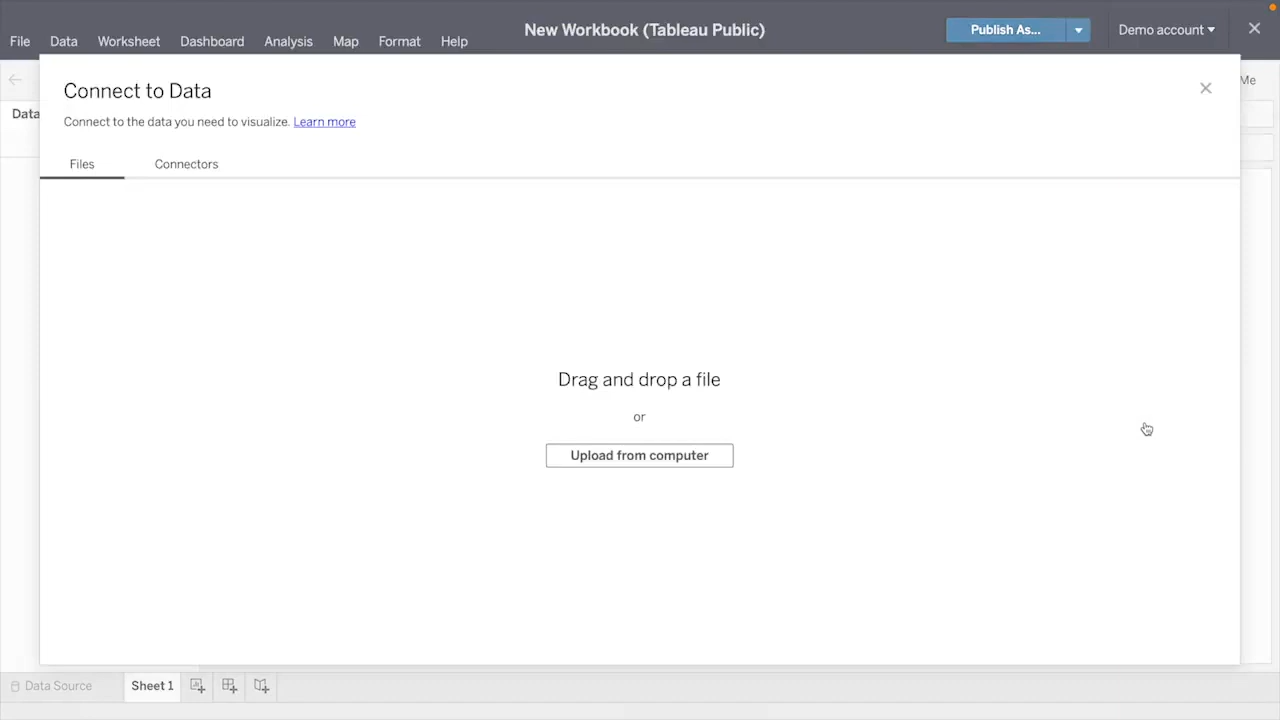 New Workbook (Tableau Public)
Publish As...
Demo account
File Data Worksheet Dashboard Analysis Map Format Help
Me
Data
Connect to Data
Connect to the data you need to visualize. Learn more
Files Connectors
Drag and drop a file
or
Upload from computer
Data Source Sheet 1